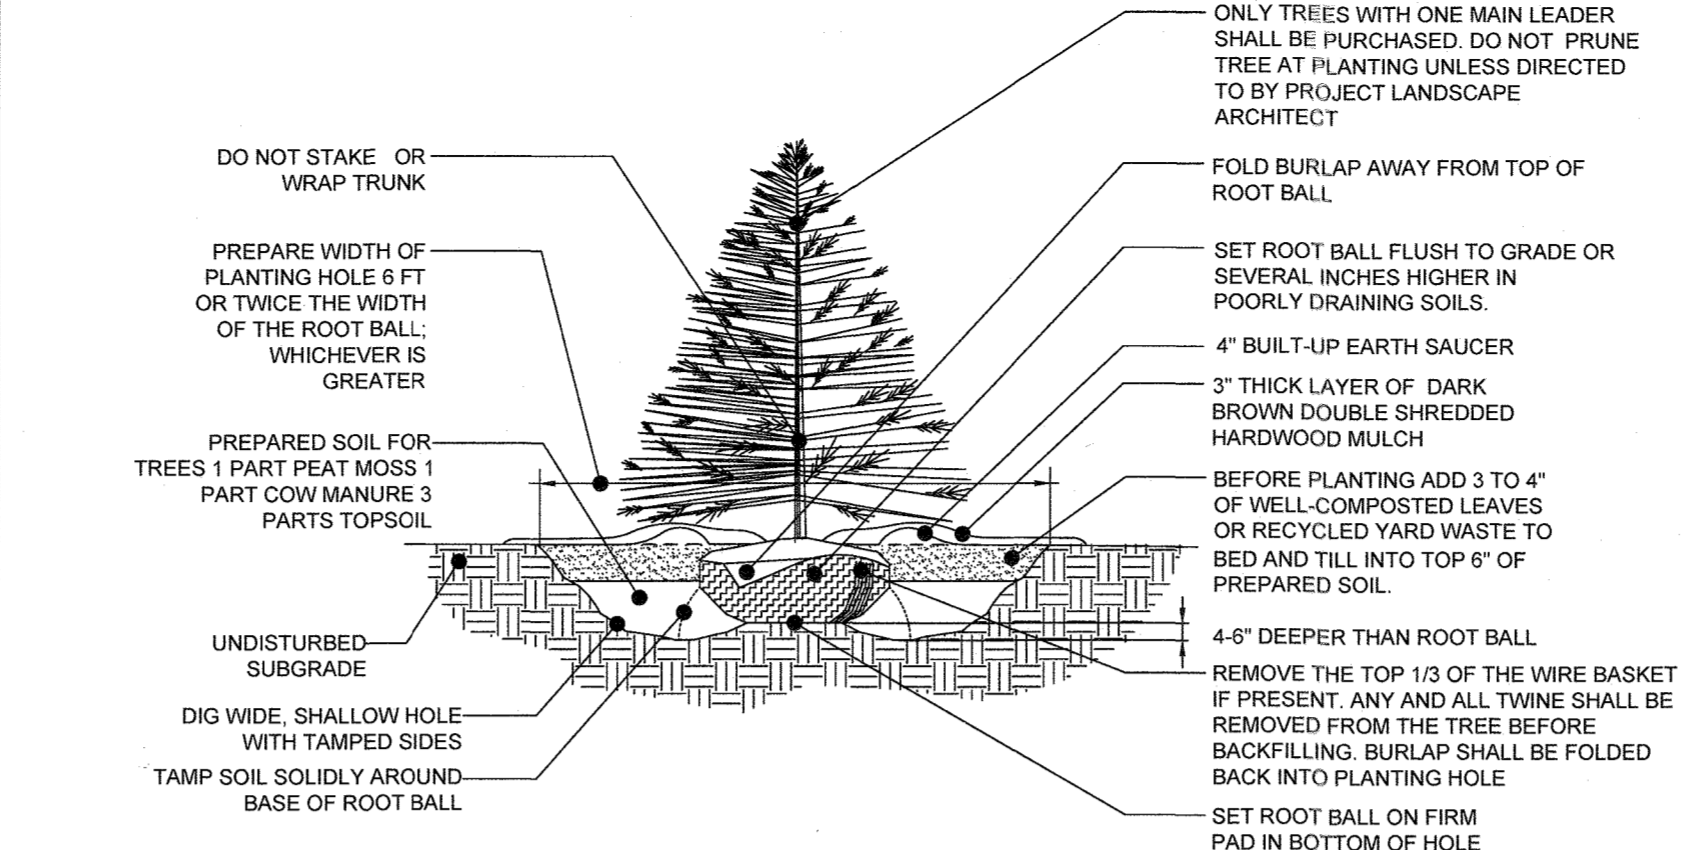 DO NOT STAKE OR
WRAP TRUNK
PREPARE WIDTH OF
PLANTING HOLE 6 FT
OR TWICE THE WIDTH
OF THE ROOT BALL;
WHICHEVER IS
GREATER
PREPARED SOIL FOR
TREES 1 PART PEAT MOSS 1
PART COW MANURE 3
PARTS TOPSOIL
UNDISTURBED
SUBGRADE
DIG WIDE, SHALLOW HOLE
WITH TAMPED SIDES
TAMP SOIL SOLIDLY AROUND
BASE OF ROOT BALL
ONLY TREES WITH ONE MAIN LEADER
SHALL BE PURCHASED. DO NOT PRUNE
TREE AT PLANTING UNLESS DIRECTED
TO BY PROJECT LANDSCAPE
ARCHITECT
FOLD BURLAP AWAY FROM TOP OF
ROOT BALL
SET ROOT BALL FLUSH TO GRADE OR
SEVERAL INCHES HIGHER IN
POORLY DRAINING SOILS.
4" BUILT-UP EARTH SAUCER
3" THICK LAYER OF DARK
BROWN DOUBLE SHREDDED
HARDWOOD MULCH
BEFORE PLANTING ADD 3 TO 4"
OF WELL-COMPOSTED LEAVES
OR RECYCLED YARD WASTE TO
BED AND TILL INTO TOP 6" OF
PREPARED SOIL.
4-6" DEEPER THAN ROOT BALL
REMOVE THE TOP 1/3 OF THE WIRE BASKET
IF PRESENT. ANY AND ALL TWINE SHALL BE
REMOVED FROM THE TREE BEFORE
BACKFILLING. BURLAP SHALL BE FOLDED
BACK INTO PLANTING HOLE
SET ROOT BALL ON FIRM
PAD IN BOTTOM OF HOLE